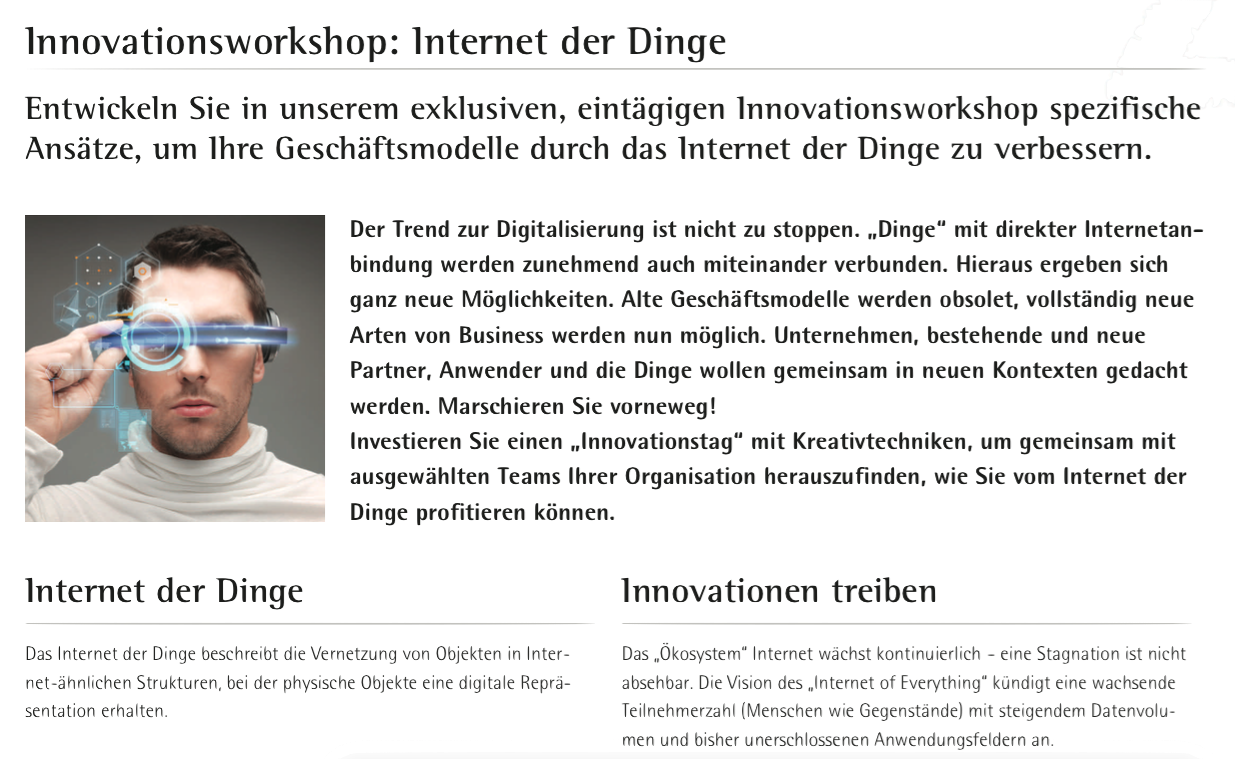 Innovationsworkshop: Internet der Dinge
Entwickeln Sie in unserem exklusiven, eintägigen Innovationsworkshop spezifische
Ansätze, um Ihre Geschäftsmodelle durch das Internet der Dinge zu verbessern.
Der Trend zur Digitalisierung ist nicht zu stoppen. „Dinge“ mit direkter Internetan-
bindung werden zunehmend auch miteinander verbunden. Hieraus ergeben sich
ganz neue Möglichkeiten. Alte Geschäftsmodelle werden obsolet, vollständig neue
Arten von Business werden nun möglich. Unternehmen, bestehende und neue
Partner, Anwender und die Dinge wollen gemeinsam in neuen Kontexten gedacht
werden. Marschieren Sie vorneweg!
Investieren Sie einen „Innovationstag“ mit Kreativtechniken, um gemeinsam mit
ausgewählten Teams Ihrer Organisation herauszufinden, wie Sie vom Internet der
Dinge profitieren können.
Internet der Dinge
Das Internet der Dinge beschreibt die Vernetzung von Objekten in Inter-
net-ähnlichen Strukturen, bei der physische Objekte eine digitale Reprä-
sentation erhalten.
Innovationen treiben
Das „Ökosystem“ Internet wächst kontinuierlich – eine Stagnation ist nicht
absehbar. Die Vision des „Internet of Everything“ kündigt eine wachsende
Teilnehmerzahl (Menschen wie Gegenstände) mit steigendem Datenvolu-
men und bisher unerschlossenen Anwendungsfeldern an.